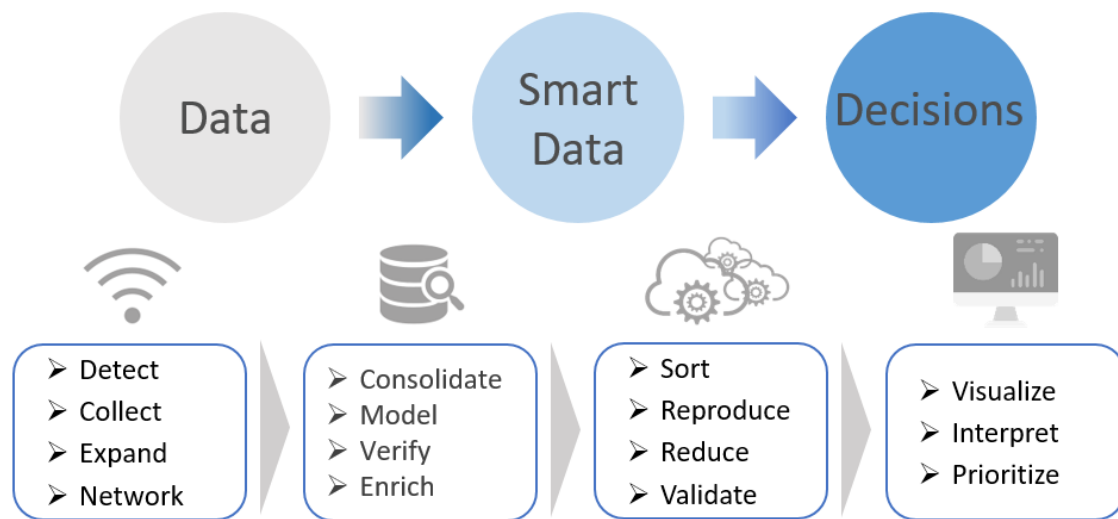 Data
Smart
Data
Decisions
Detect
Collect
Expand
Network
Consolidate
Model
Verify
Enrich
Sort
Reproduce
Reduce
Validate
Visualize
Interpret
Prioritize